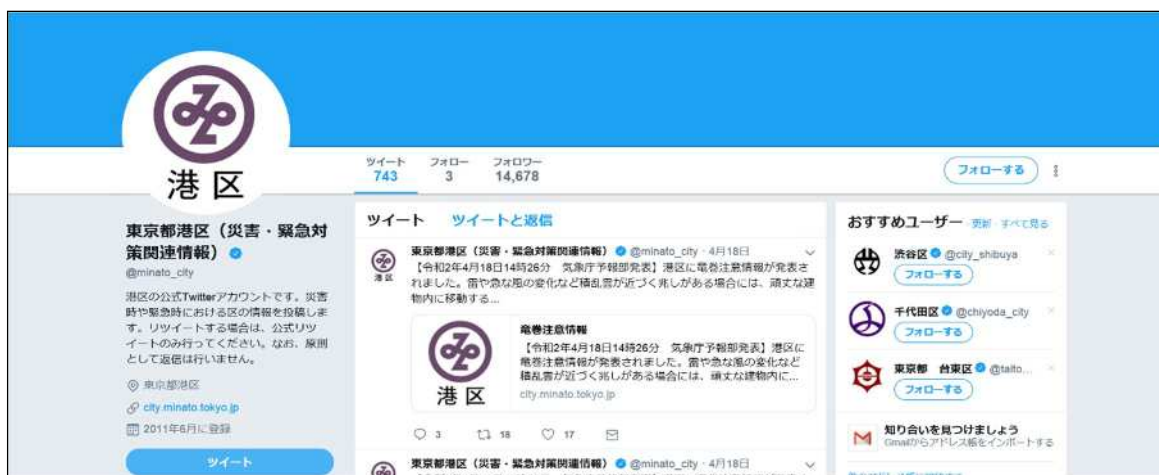 港区
ツイート
743
フォロー
3
フォロワー
14,678
フォローする
東京都港区（災害・緊急対
策関連情報）
@minato_city
港区の公式Twitterアカウントです。災害
時や緊急時における区の情報を投稿しま
す。リツイートする場合は、公式リツ
イートのみ行ってください。なお、原則
として返信は行いません。
東京都港区
city.minato.tokyo.jp
2011年6月に登録
ツイート
ツイート ツイートと返信
東京都港区（災害・緊急対策関連情報） @minato_city · 4月18日
港区
【令和2年4月18日14時26分 気象庁予報部発表】港区に竜巻注意情報が発表さ
れました。雷や急な風の変化など積乱雲が近づく兆しがある場合には、頑丈な建
物内に移動する...
港区
竜巻注意情報
【令和2年4月18日14時26分 気象庁予報部発表】港区に
竜巻注意情報が発表されました。雷や急な風の変化など
積乱雲が近づく兆しがある場合には、頑丈な建物内に...
city.minato.tokyo.jp
3 18 17
東京都港区（災害・緊急対策関連情報） @minato_city · 4月18日
おすすめユーザー · 更新 · すべて見る
渋谷区 @city_shibuya ×
フォローする
千代田区 @chiyoda_city ×
フォローする
東京都 台東区 @taito... ×
フォローする
知り合いを見つけましょう
Gmailからアドレス帳をインポートする